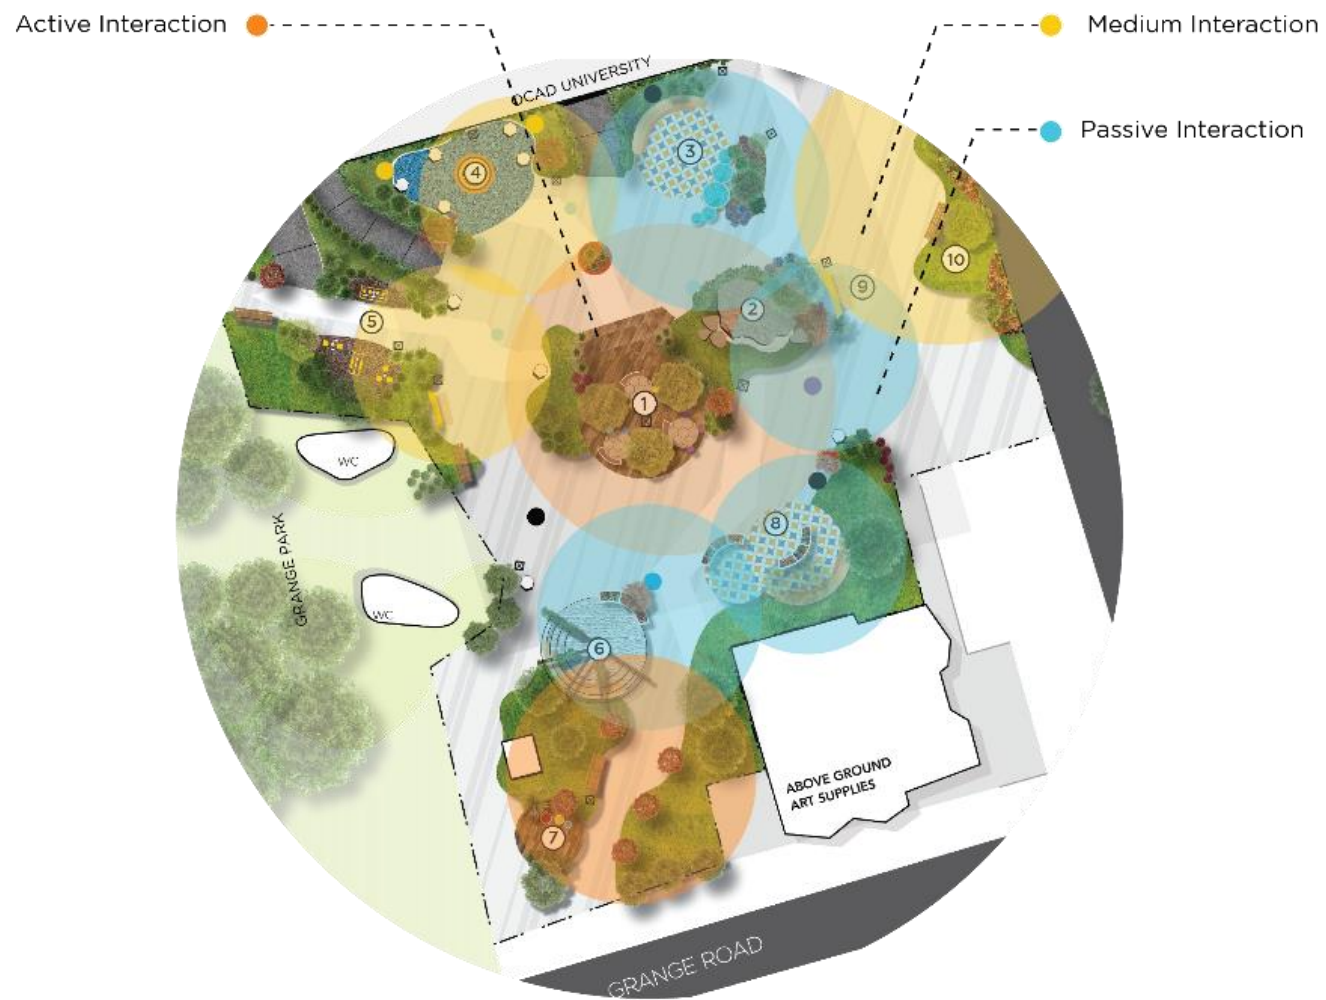 Active Interaction
Medium Interaction
OCAD UNIVERSITY
Passive Interaction
3
4
10
9
2
5
1
WC
8
GRANGE PARK
WC
6
ABOVE GROUND
ART SUPPLIES
7
GRANGE ROAD